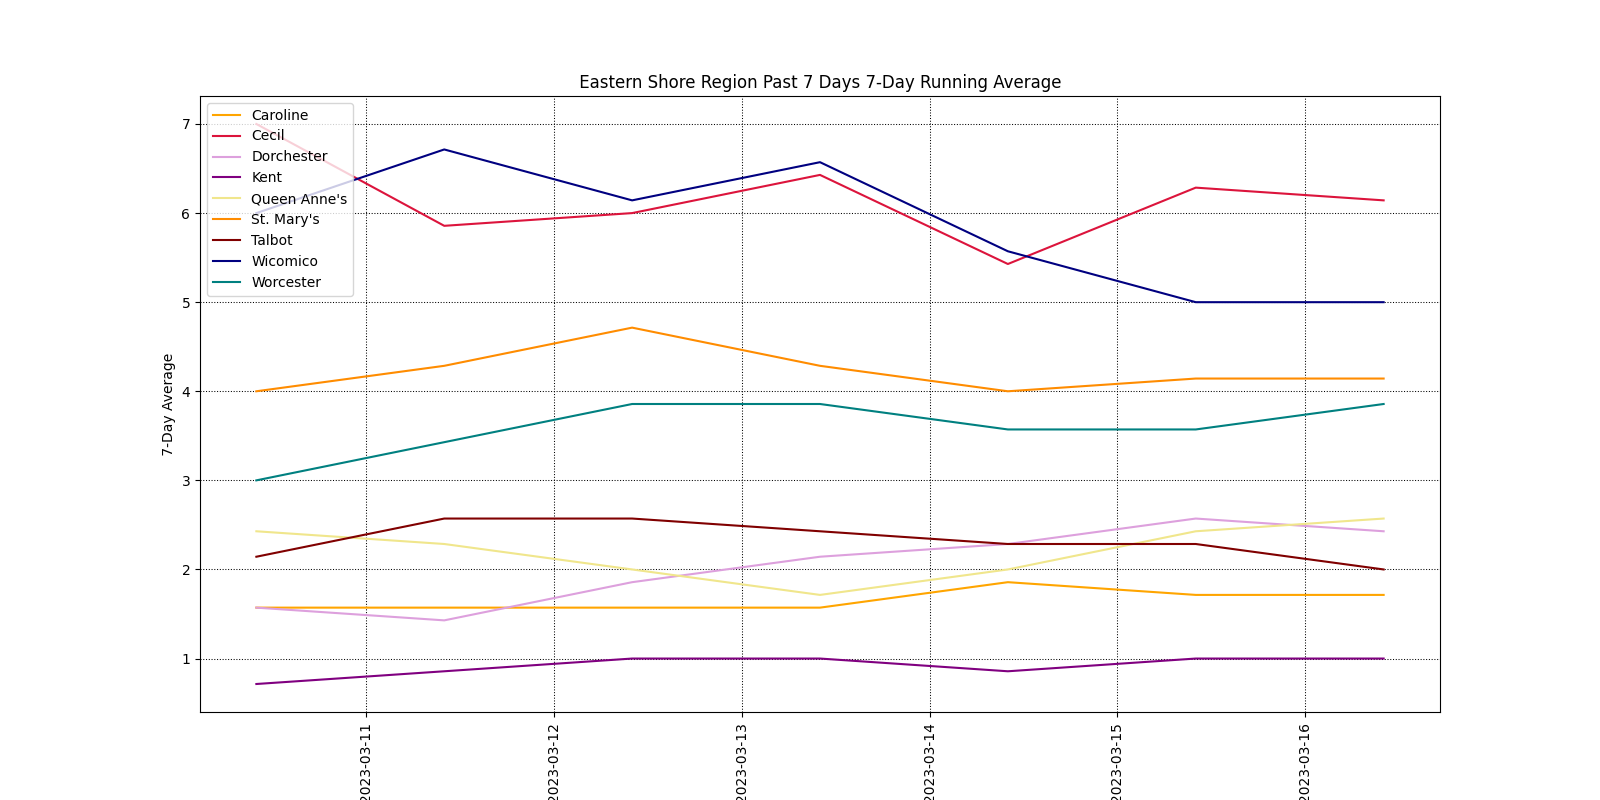 Eastern Shore Region Past 7 Days 7-Day Running Average
Caroline
Cecil
Dorchester
Kent
Queen Anne's
St. Mary's
Talbot
Wicomico
Worcester
7-Day Average
7
6
5
4
3
2
1
2023-03-11
2023-03-12
2023-03-13
2023-03-14
2023-03-15
2023-03-16